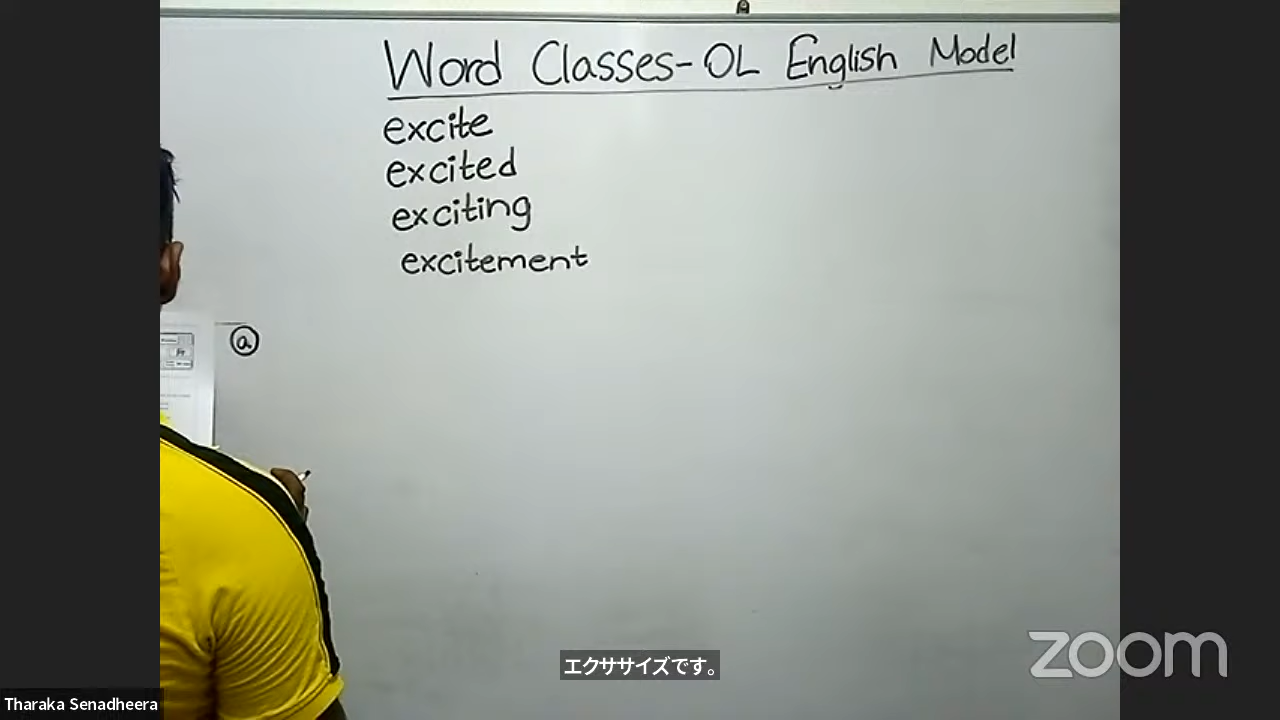 Word Classes-OL English Model
excite
excited
exciting
excitement
a
エクササイズです。
zoom
Tharaka Senadheera